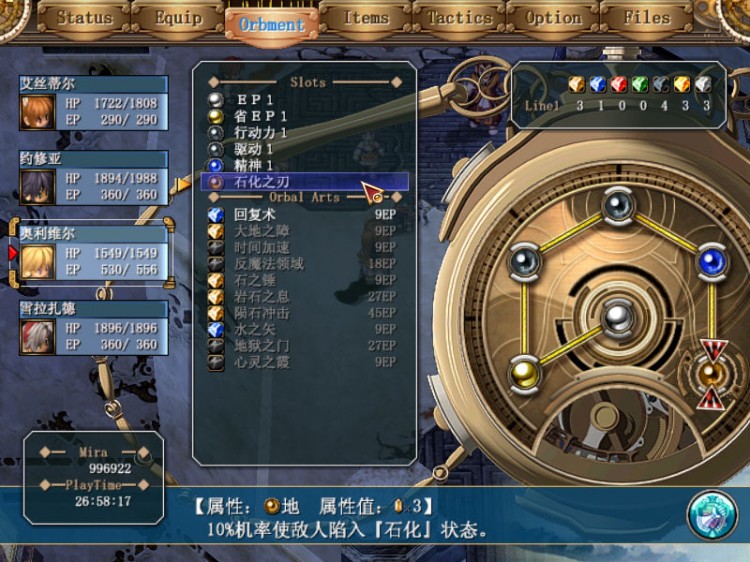 Status Equip Orbment Items Tactics Option Files
艾丝蒂尔
HP 1722/1808
EP 290/ 290
约修亚
HP 1894/1988
EP 360/ 360
奥利维尔
HP 1549/1549
EP 530/ 556
雪拉扎德
HP 1896/1896
EP 360/ 360
Mira
996922
PlayTime
26:58:17
Slots
EP 1
省EP 1
行动力 1
驱动 1
精神 1
石化之刃
Orbal Arts
回复术 9EP
大地之障 9EP
时间加速 9EP
反魔法领域 18EP
石之锤 9EP
岩石之息 27EP
陨石冲击 45EP
水之矢 9EP
地狱之门 27EP
心灵之霞 9EP
Line1 3 1 0 0 4 3 3
【属性：地 属性值：×3】
10%机率使敌人陷入『石化』状态。